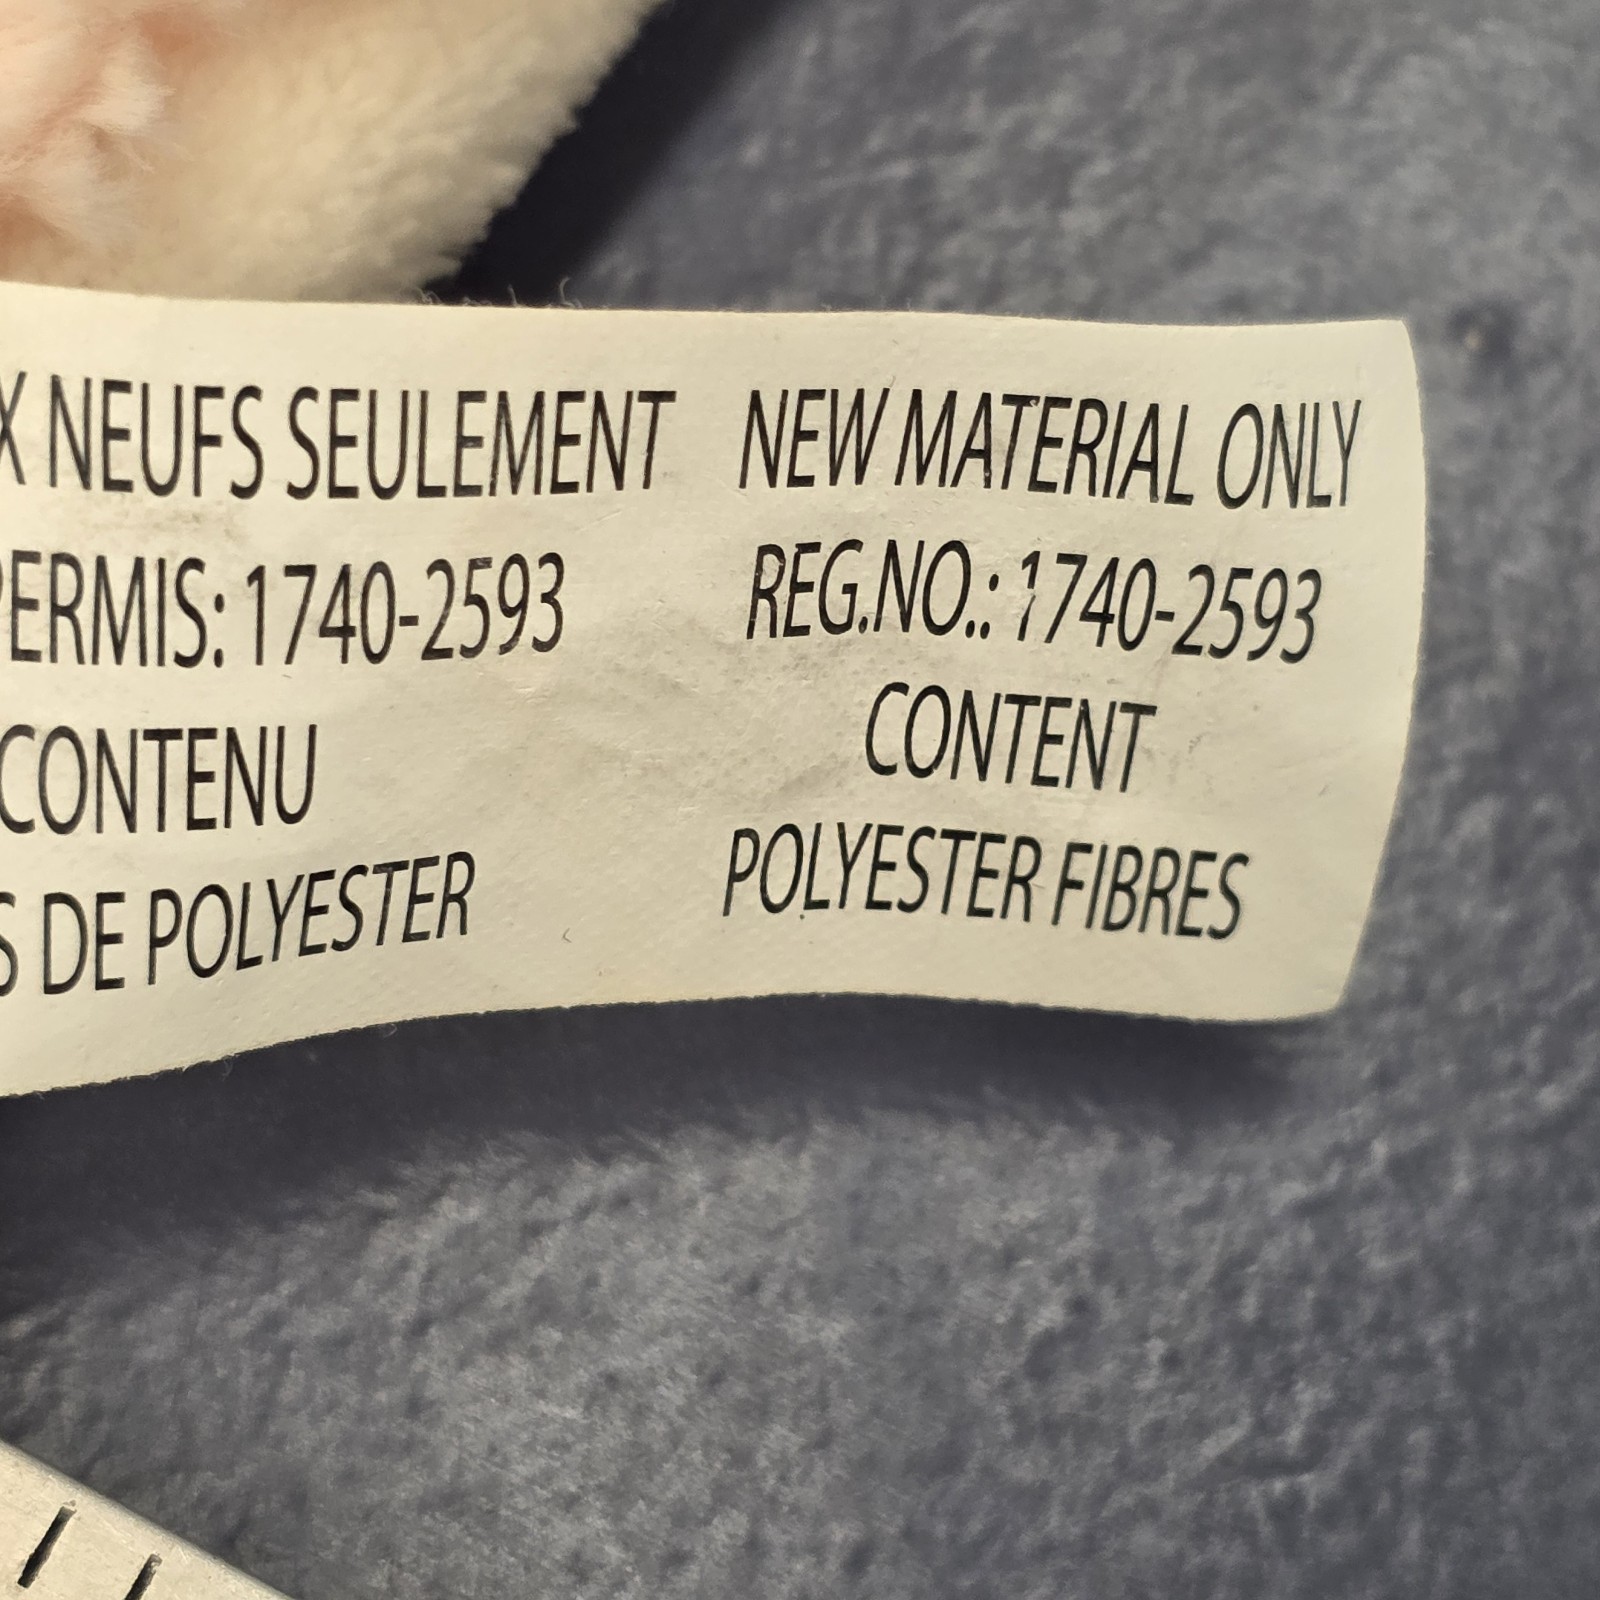 X NEUFS SEULEMENT
PERMIS: 1740-2593
CONTENU
S DE POLYESTER
NEW MATERIAL ONLY
REG.NO.: 1740-2593
CONTENT
POLYESTER FIBRES